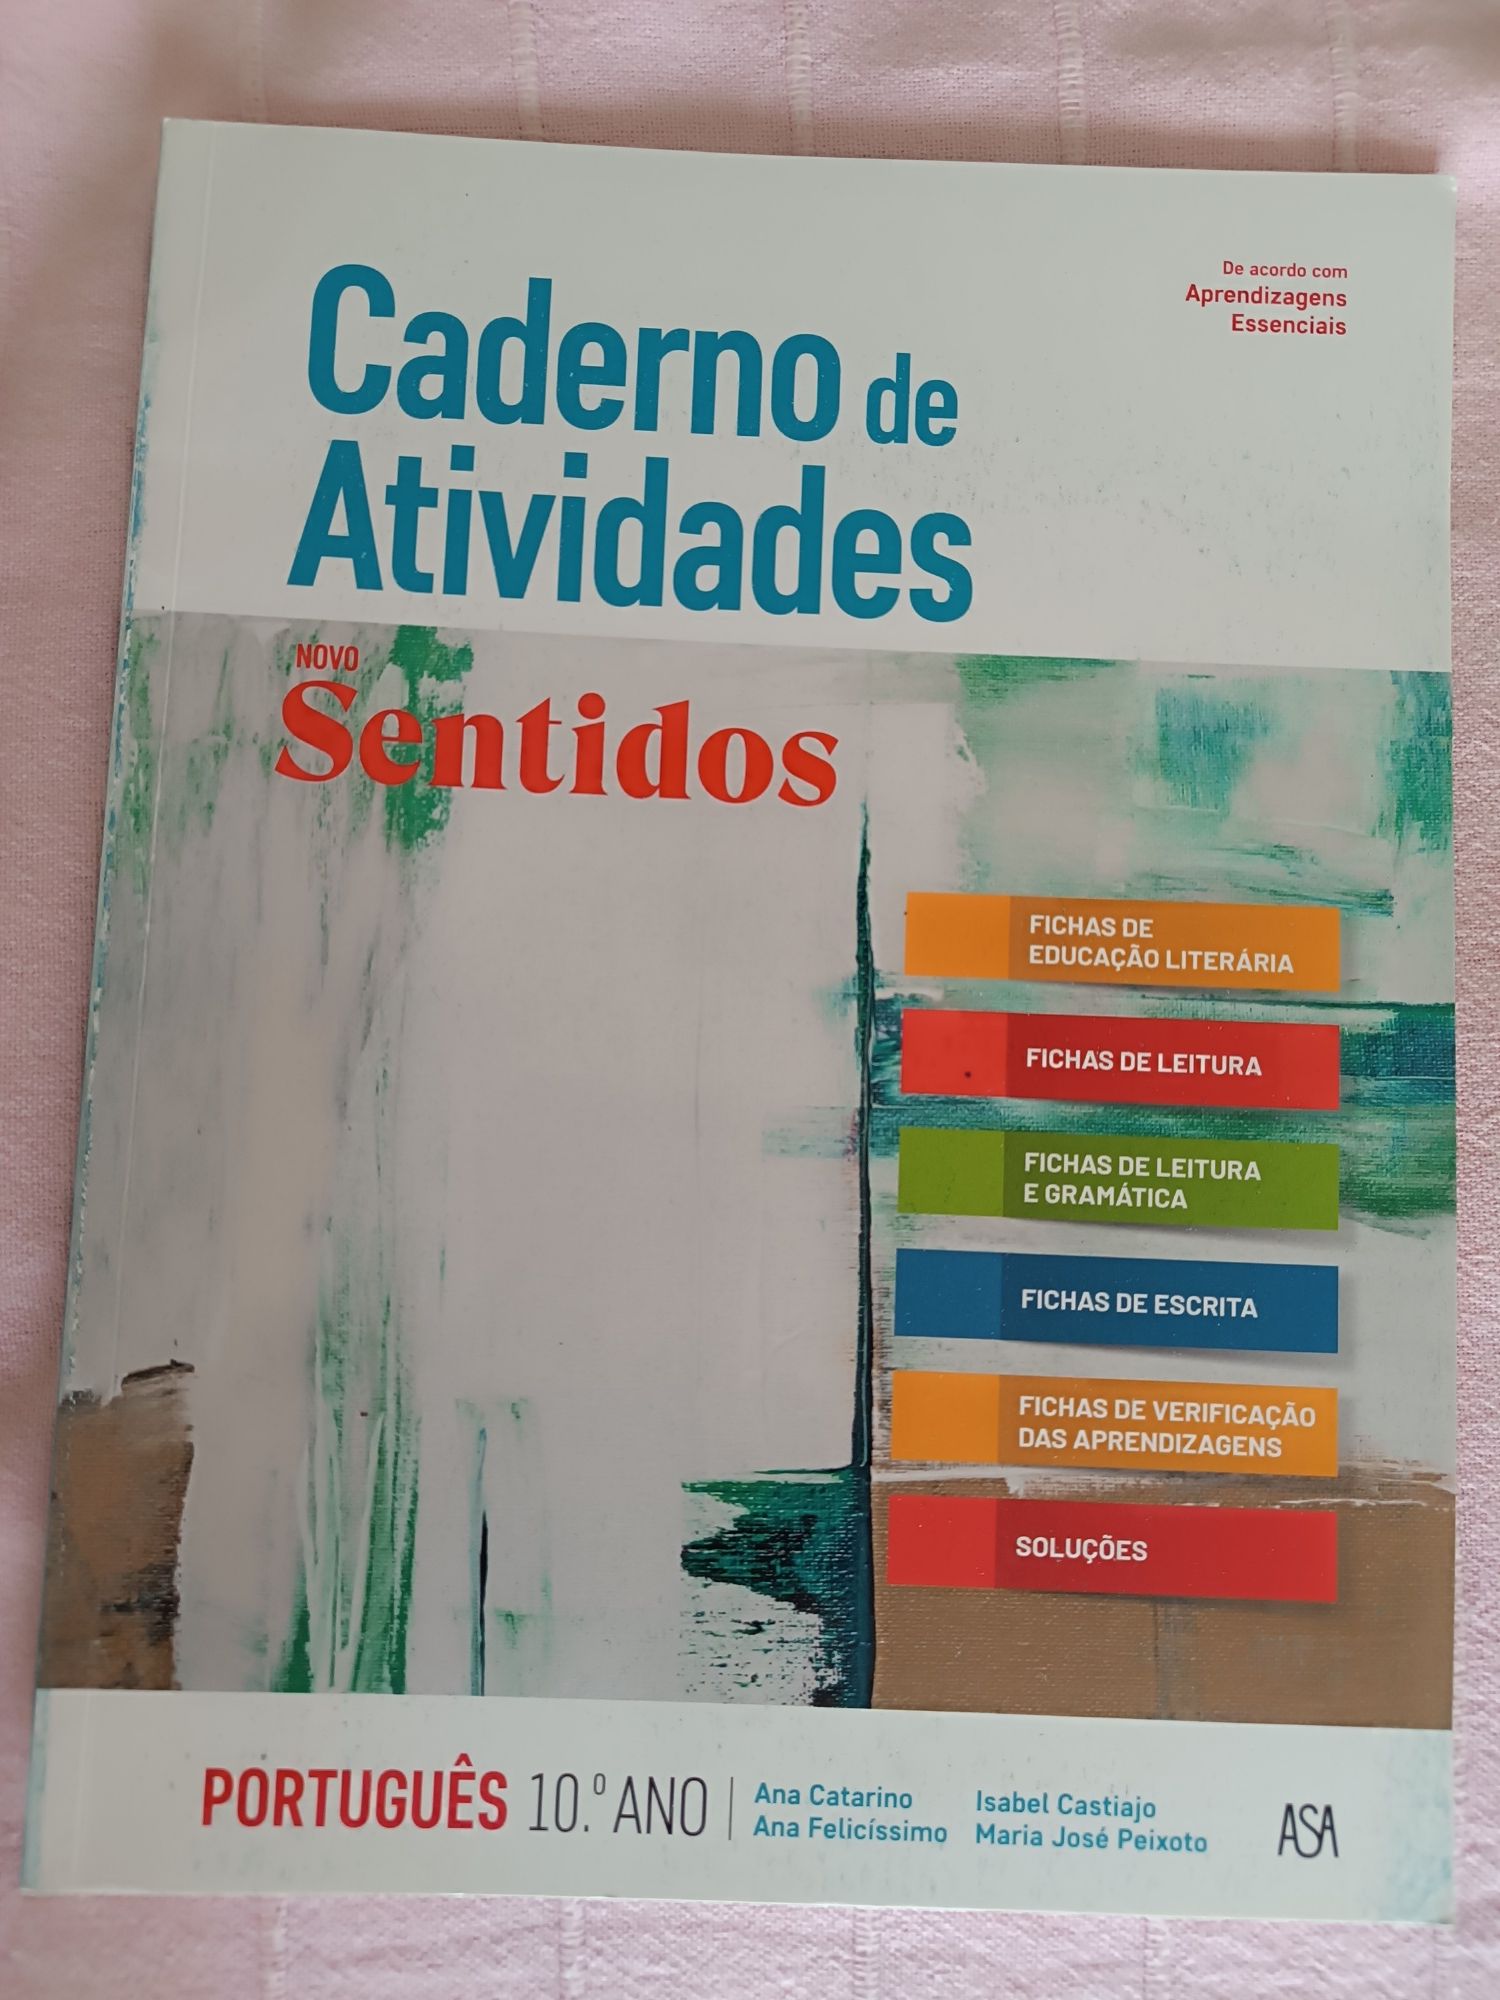 De acordo com
Aprendizagens
Essenciais
Caderno de
Atividades
NOVO
Sentidos
FICHAS DE
EDUCAÇÃO LITERÁRIA
FICHAS DE LEITURA
FICHAS DE LEITURA
E GRAMÁTICA
FICHAS DE ESCRITA
FICHAS DE VERIFICAÇÃO
DAS APRENDIZAGENS
SOLUÇÕES
PORTUGUÊS 10.º ANO
Ana Catarino
Ana Felicíssimo
Isabel Castiajo
Maria José Peixoto
ASA